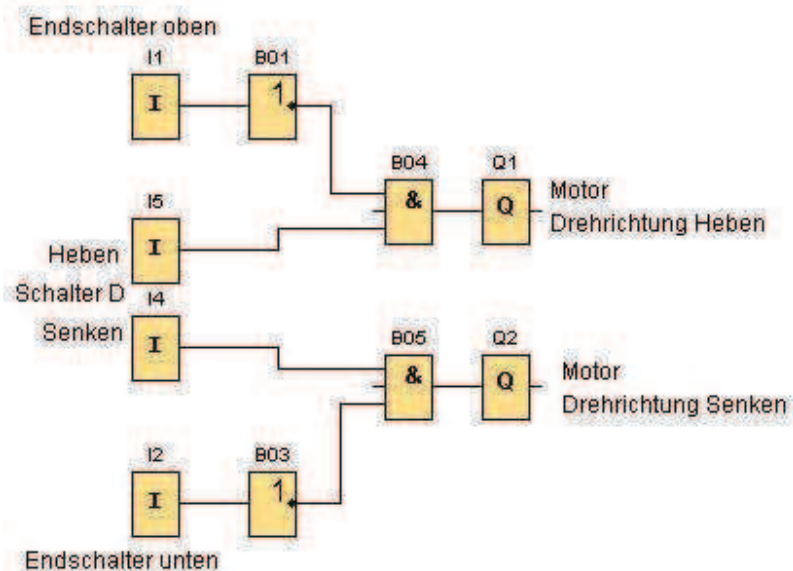 Endschalter oben
I1 B01
I 1
B04 Q1
& Q
Motor
Drehrichtung Heben
I5
I
Heben
Schalter D
I4
Senken
I
B05 Q2
& Q
Motor
Drehrichtung Senken
I2 B03
I 1
Endschalter unten